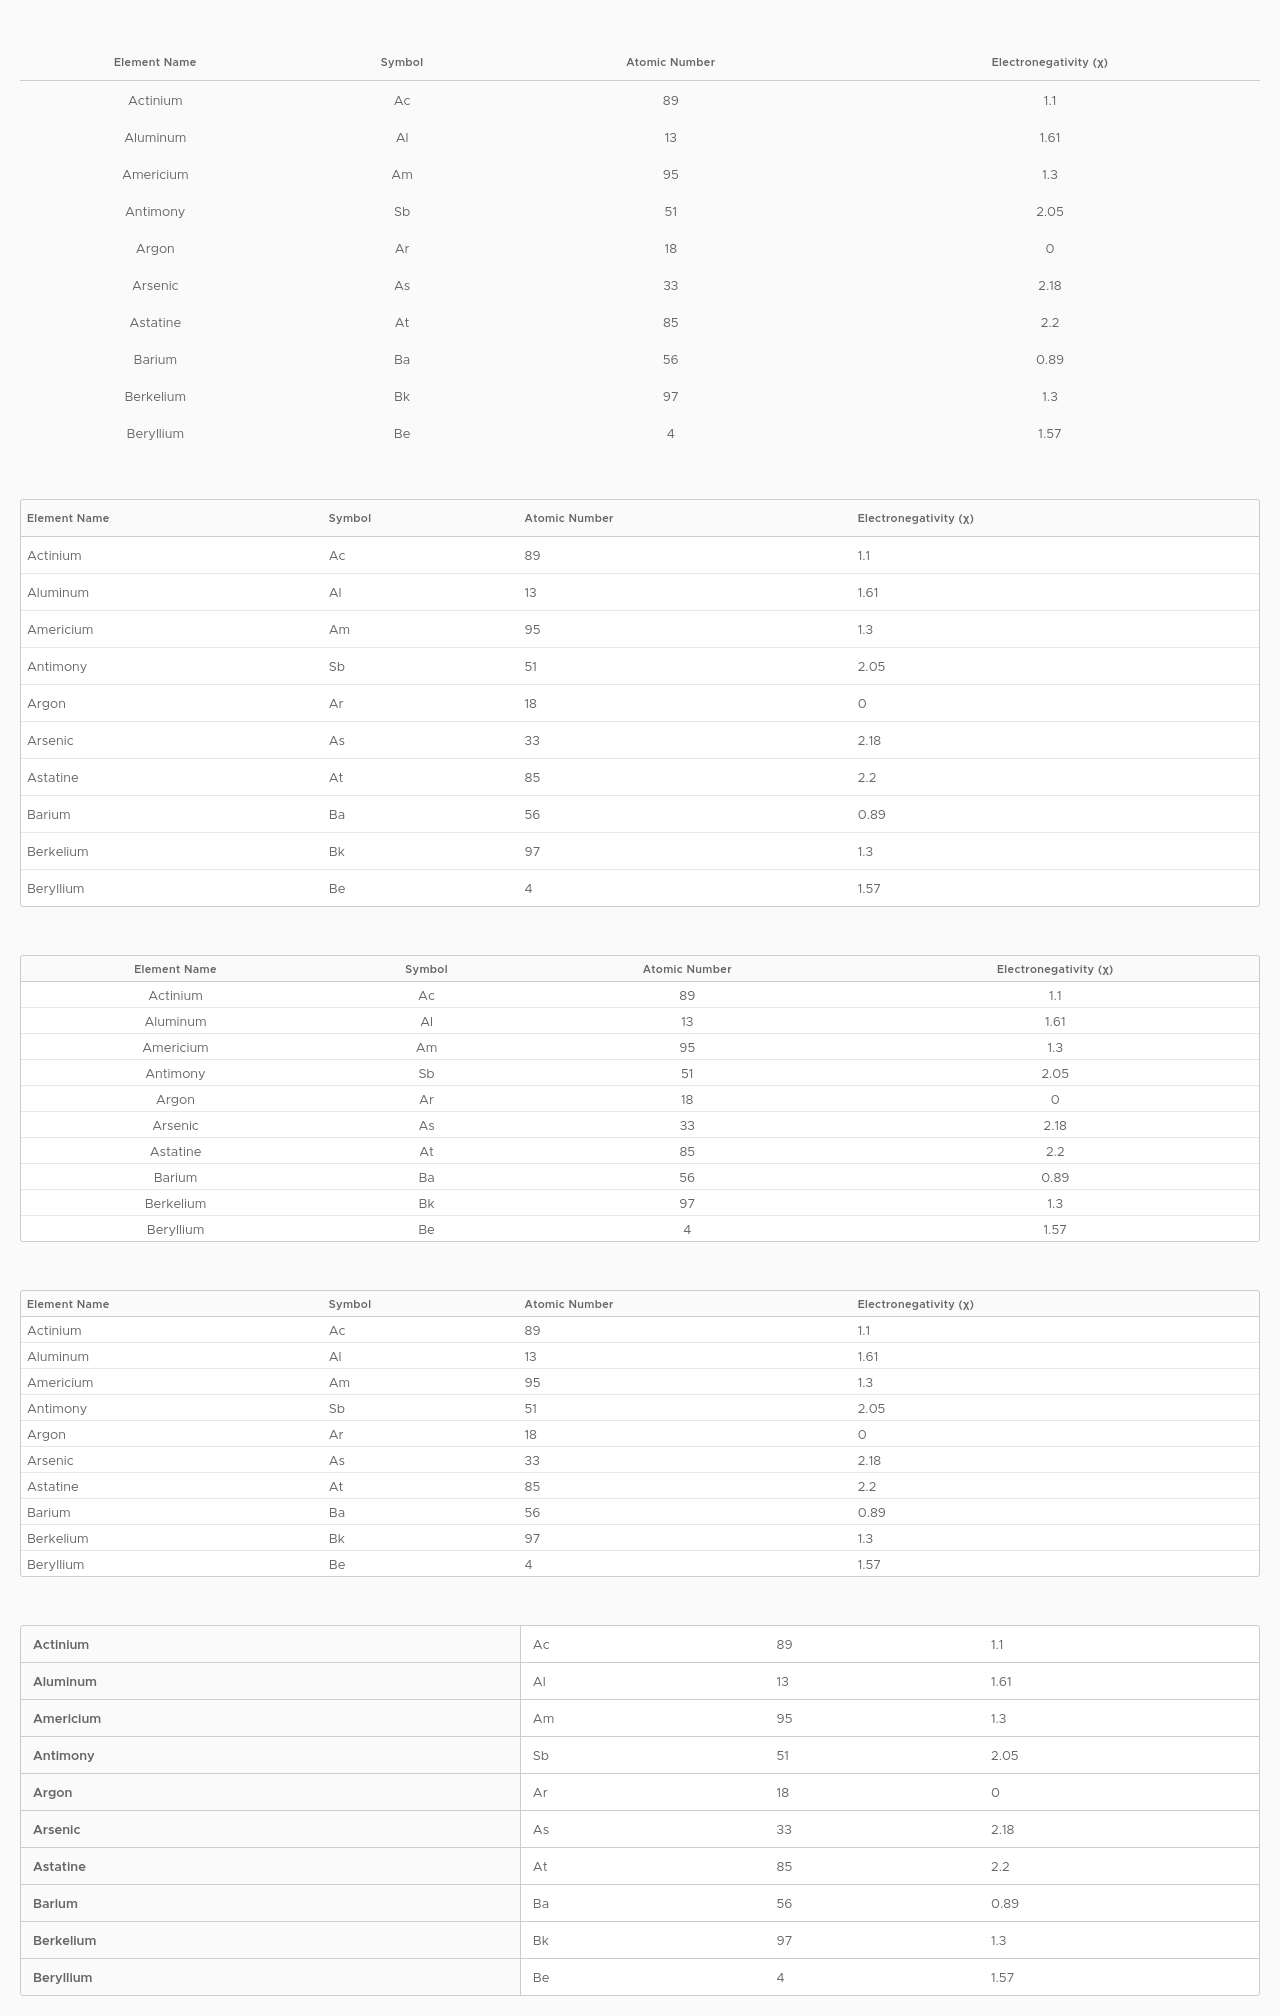 Element Name Symbol Atomic Number Electronegativity (χ)
Actinium Ac 89 1.1
Aluminum Al 13 1.61
Americium Am 95 1.3
Antimony Sb 51 2.05
Argon Ar 18 0
Arsenic As 33 2.18
Astatine At 85 2.2
Barium Ba 56 0.89
Berkelium Bk 97 1.3
Beryllium Be 4 1.57
Element Name Symbol Atomic Number Electronegativity (χ)
Actinium Ac 89 1.1
Aluminum Al 13 1.61
Americium Am 95 1.3
Antimony Sb 51 2.05
Argon Ar 18 0
Arsenic As 33 2.18
Astatine At 85 2.2
Barium Ba 56 0.89
Berkelium Bk 97 1.3
Beryllium Be 4 1.57
Element Name Symbol Atomic Number Electronegativity (χ)
Actinium Ac 89 1.1
Aluminum Al 13 1.61
Americium Am 95 1.3
Antimony Sb 51 2.05
Argon Ar 18 0
Arsenic As 33 2.18
Astatine At 85 2.2
Barium Ba 56 0.89
Berkelium Bk 97 1.3
Beryllium Be 4 1.57
Element Name Symbol Atomic Number Electronegativity (χ)
Actinium Ac 89 1.1
Aluminum Al 13 1.61
Americium Am 95 1.3
Antimony Sb 51 2.05
Argon Ar 18 0
Arsenic As 33 2.18
Astatine At 85 2.2
Barium Ba 56 0.89
Berkelium Bk 97 1.3
Beryllium Be 4 1.57
Actinium Ac 89 1.1
Aluminum Al 13 1.61
Americium Am 95 1.3
Antimony Sb 51 2.05
Argon Ar 18 0
Arsenic As 33 2.18
Astatine At 85 2.2
Barium Ba 56 0.89
Berkelium Bk 97 1.3
Beryllium Be 4 1.57